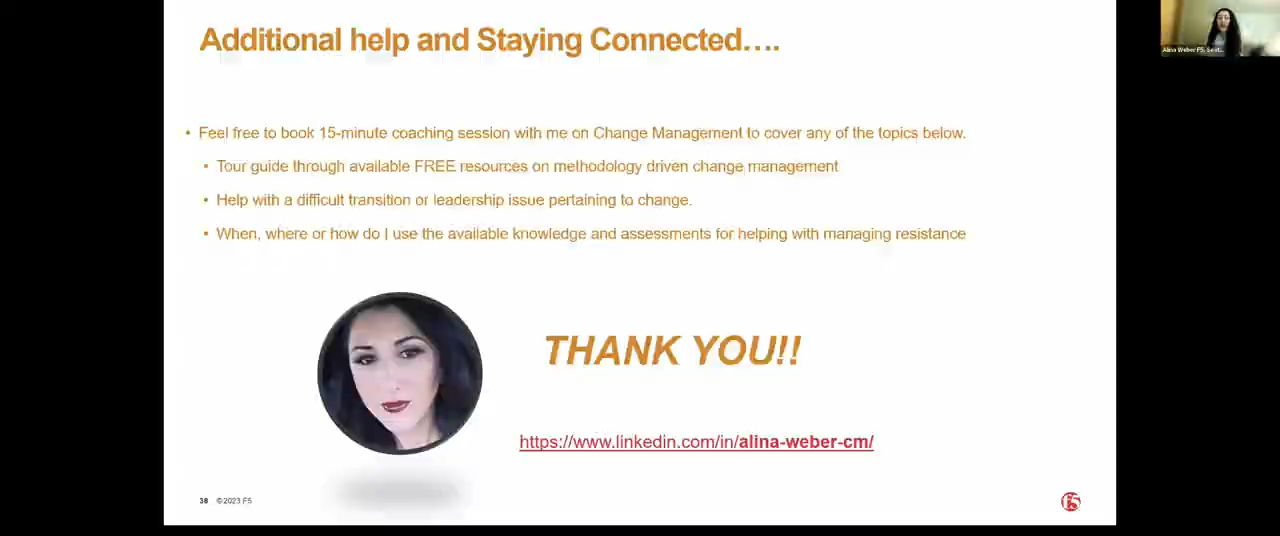 Additional help and Staying Connected....
• Feel free to book 15-minute coaching session with me on Change Management to cover any of the topics below.
• Tour guide through available FREE resources on methodology driven change management
• Help with a difficult transition or leadership issue pertaining to change.
• When, where or how do I use the available knowledge and assessments for helping with managing resistance
THANK YOU!!
https://www.linkedin.com/in/alina-weber-cm/
38 ©2023 F5
Alina Weber F5, Seat...